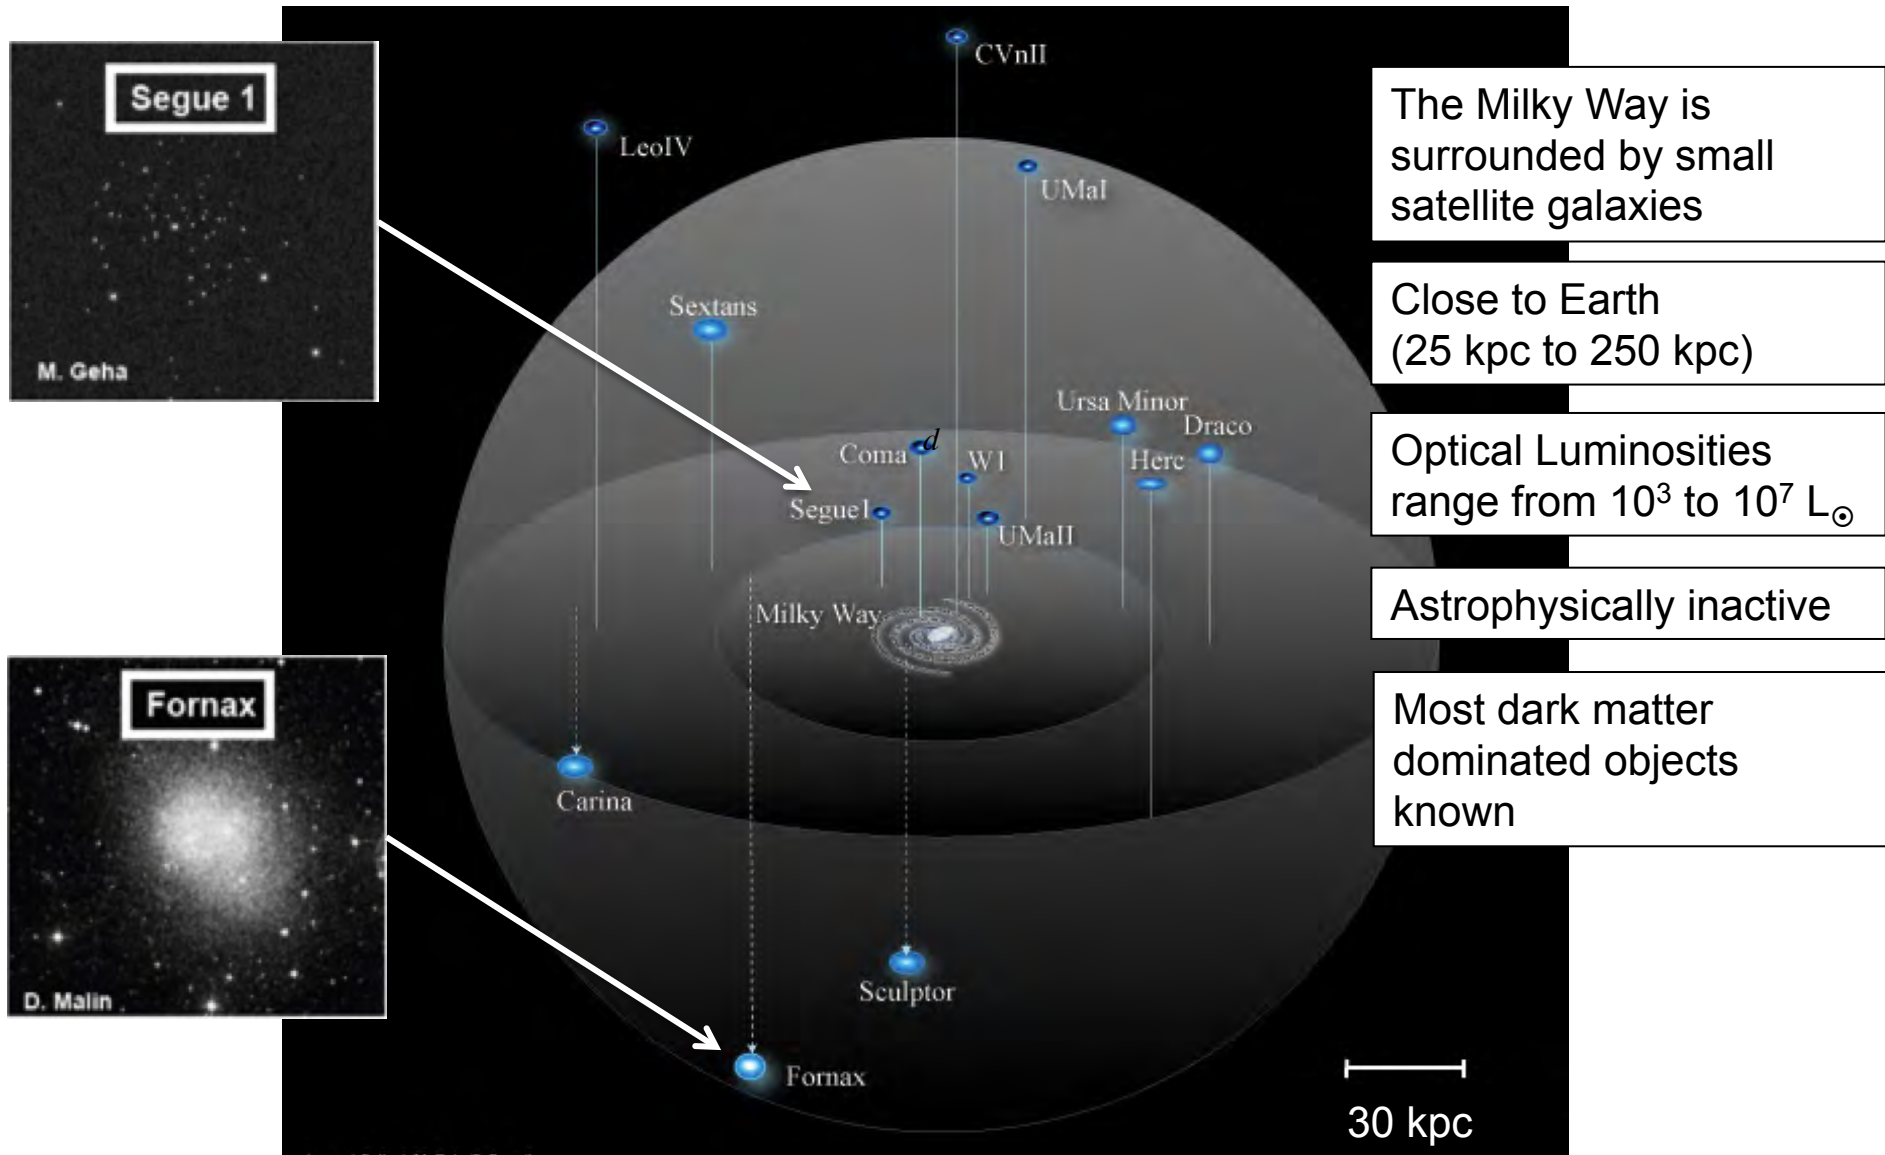 Segue 1
M. Geha
Fornax
D. Malin
CVnII
LeoIV
UMaI
Sextans
Ursa Minor
Draco
Coma
d
W1
Herc
Segue1
UMaII
Milky Way
Carina
Sculptor
Fornax
30 kpc
The Milky Way is
surrounded by small
satellite galaxies
Close to Earth
(25 kpc to 250 kpc)
Optical Luminosities
range from 10³ to 10⁷ L☉
Astrophysically inactive
Most dark matter
dominated objects
known